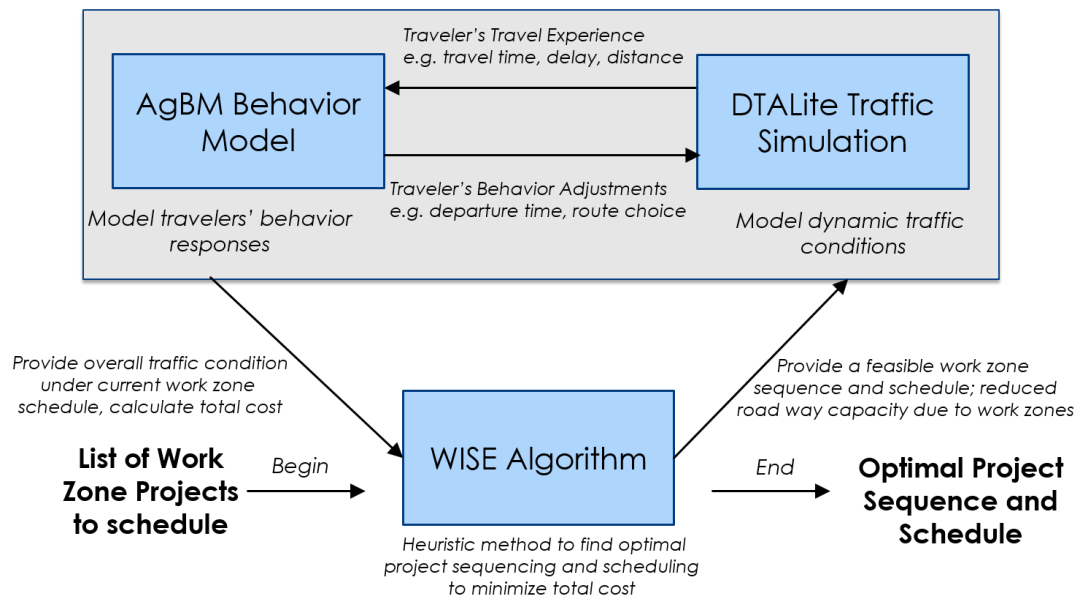 Traveler's Travel Experience
e.g. travel time, delay, distance
AgBM Behavior
Model
DTALite Traffic
Simulation
Traveler's Behavior Adjustments
e.g. departure time, route choice
Model travelers' behavior
responses
Model dynamic traffic
conditions
Provide overall traffic condition
under current work zone
schedule, calculate total cost
Provide a feasible work zone
sequence and schedule; reduced
road way capacity due to work zones
List of Work
Zone Projects
to schedule
Begin
WISE Algorithm
End
Optimal Project
Sequence and
Schedule
Heuristic method to find optimal
project sequencing and scheduling
to minimize total cost